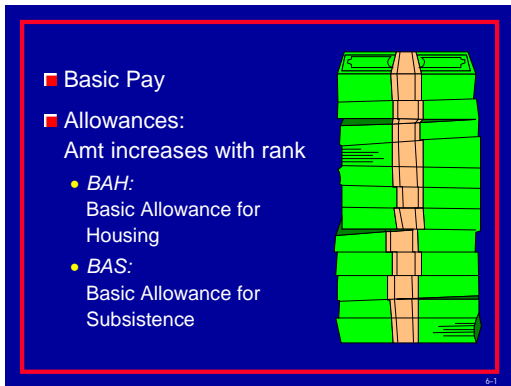 Basic Pay
Allowances:
Amt increases with rank
BAH:
Basic Allowance for
Housing
BAS:
Basic Allowance for
Subsistence
6-1